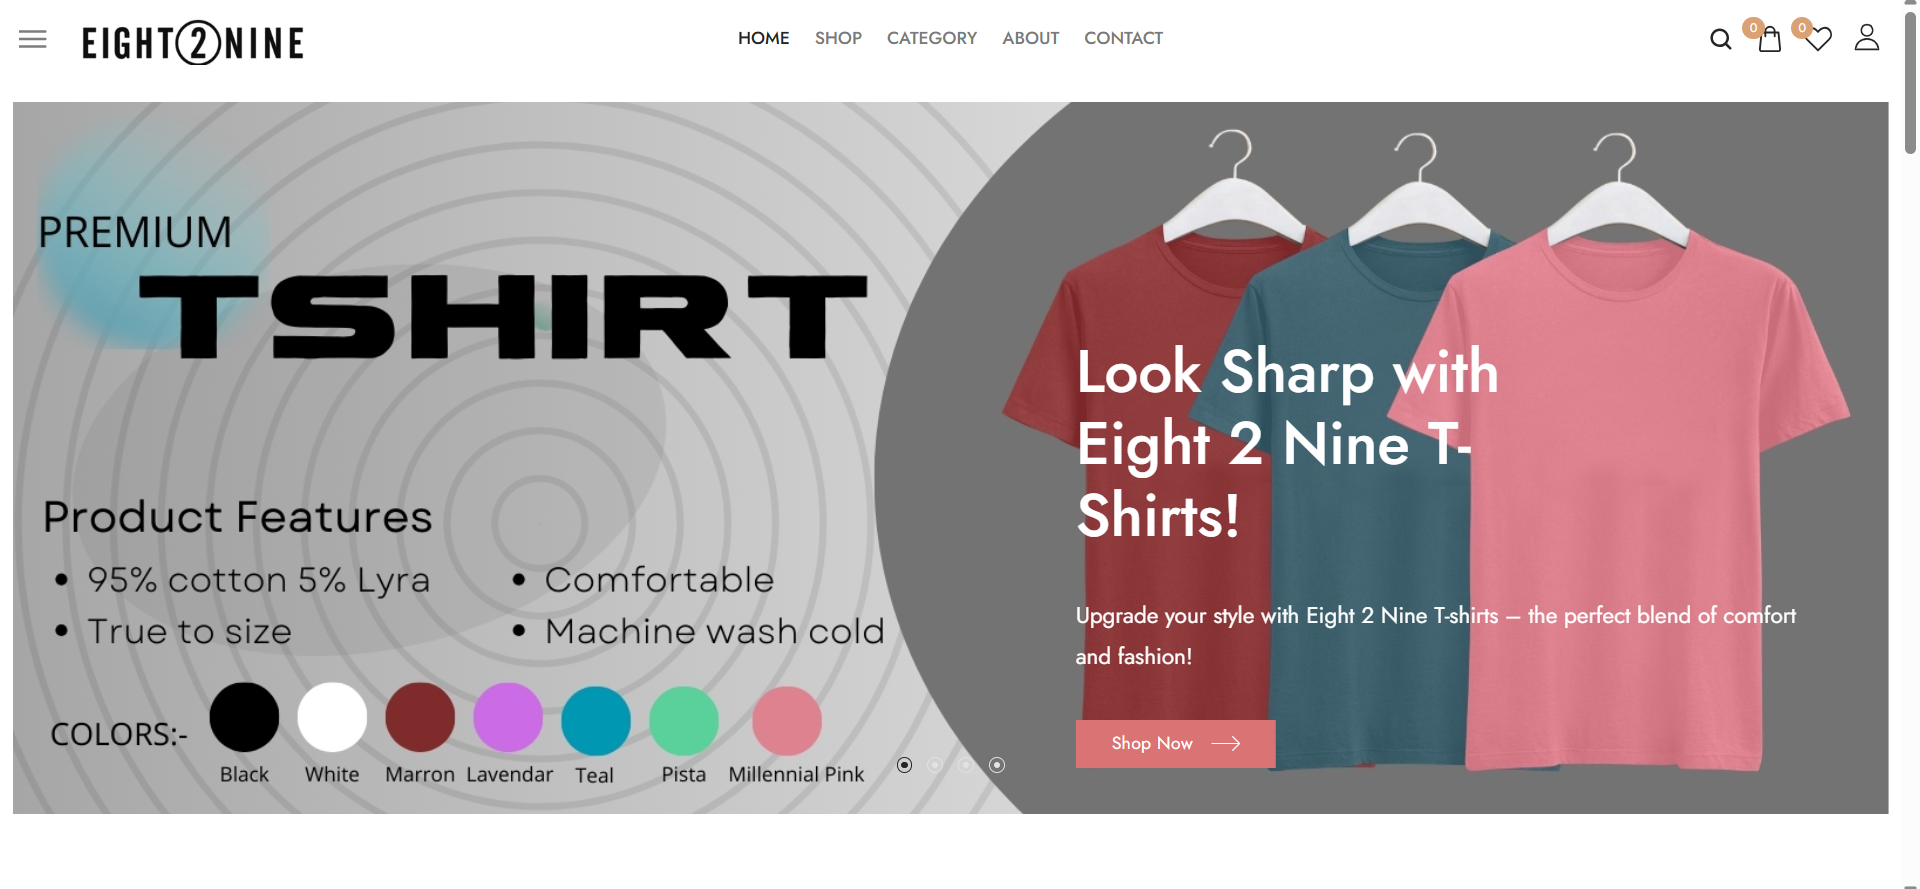 EIGHT2NINE
HOME SHOP CATEGORY ABOUT CONTACT
0 0
PREMIUM
TSHIRT
Product Features
• 95% cotton 5% Lyra
• True to size
• Comfortable
• Machine wash cold
COLORS:-
Black White Marron Lavendar Teal Pista Millennial Pink
Look Sharp with
Eight 2 Nine T-
Shirts!
Upgrade your style with Eight 2 Nine T-shirts – the perfect blend of comfort
and fashion!
Shop Now